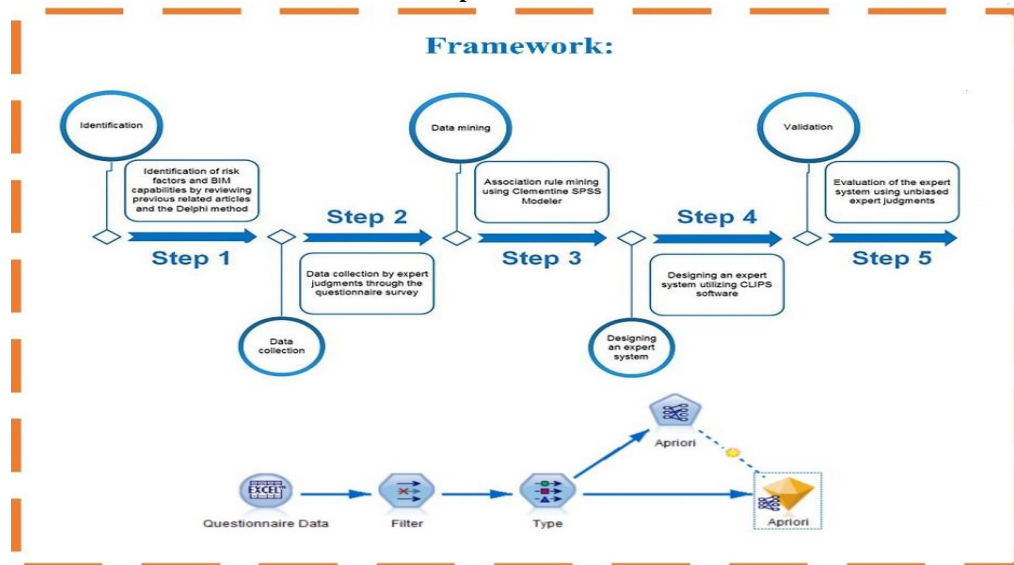 Framework:
Identification
Identification of risk
factors and BIM
capabilities by reviewing
previous related articles
and the Delphi method
Step 1
Step 2
Data collection by expert
judgments through the
questionnaire survey
Data
collection
Data mining
Association rule mining
using Clementine SPSS
Modeler
Step 3
Step 4
Designing an expert
system utilizing CLIPS
software
Designing
an expert
system
Validation
Evaluation of the expert
system using unbiased
expert judgments
Step 5
EXCEL
Questionnaire Data
Filter
Type
Apriori
Apriori